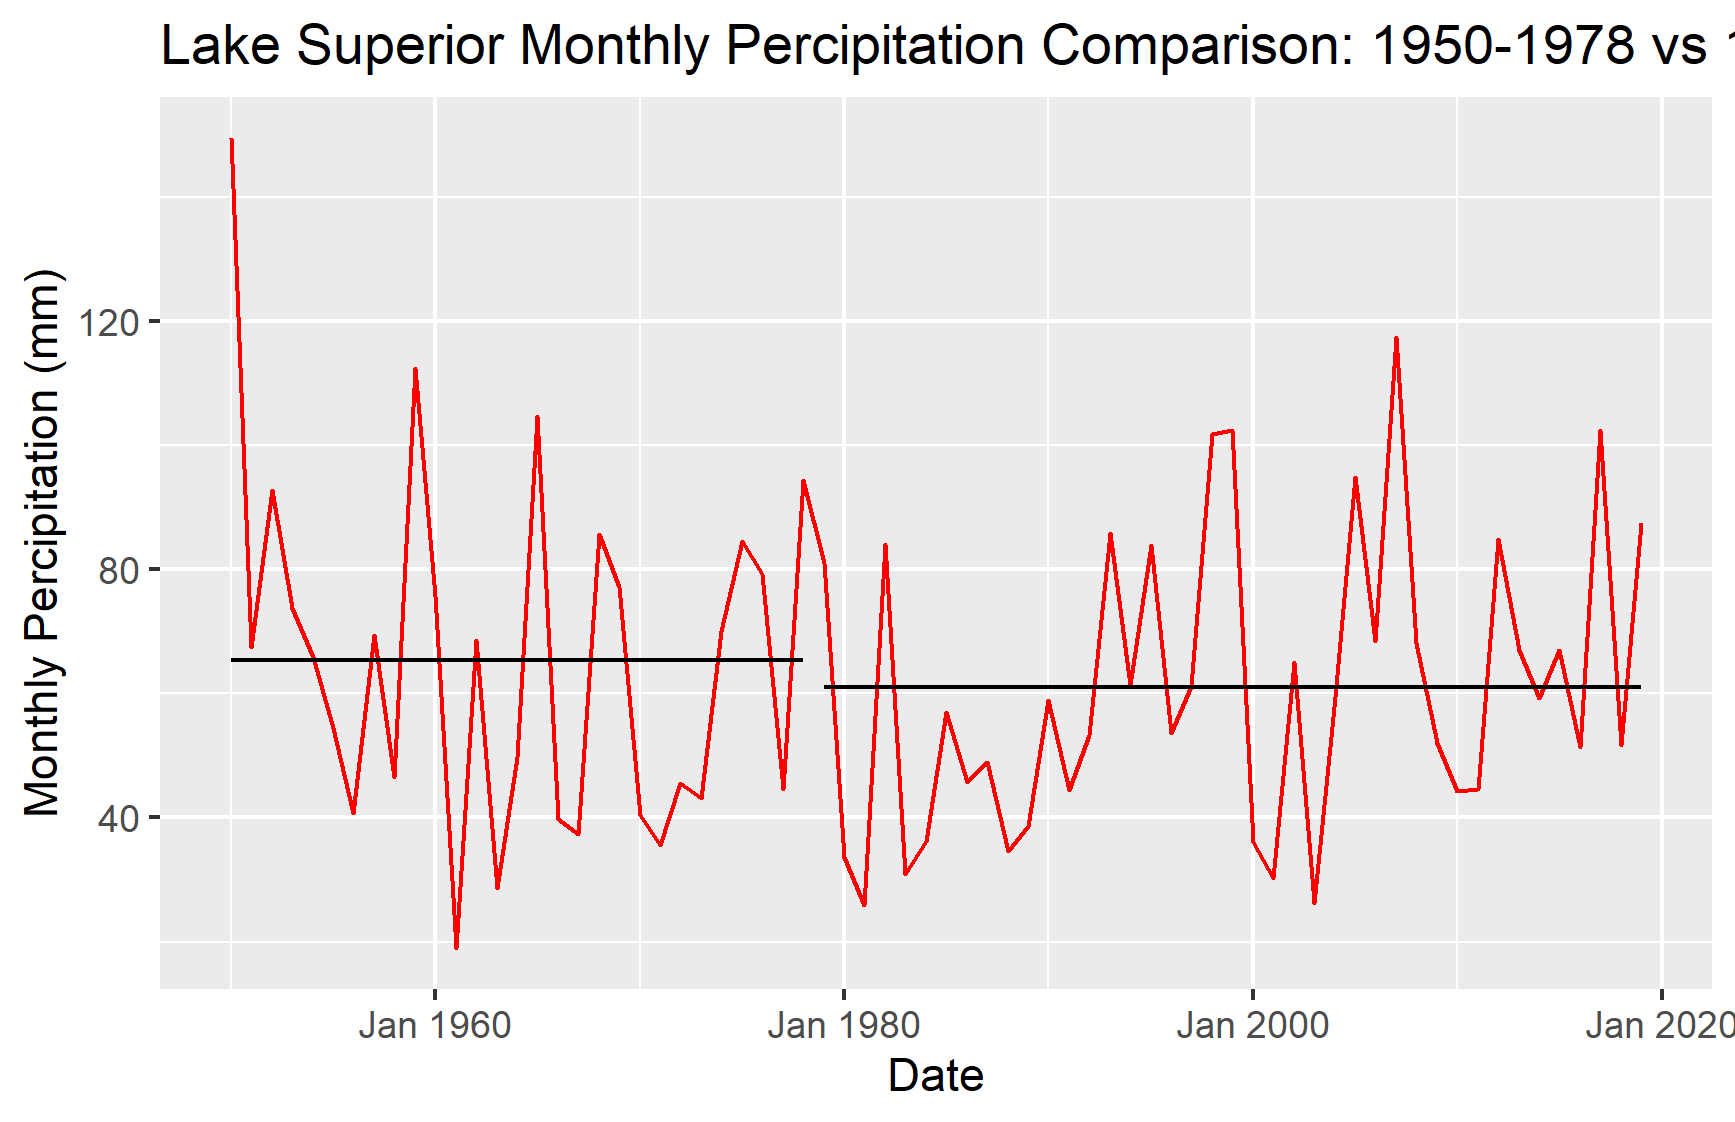 Lake Superior Monthly Percipitation Comparison: 1950-1978 vs
Monthly Percipitation (mm)
120
80
40
Jan 1960
Jan 1980
Jan 2000
Jan 2020
Date